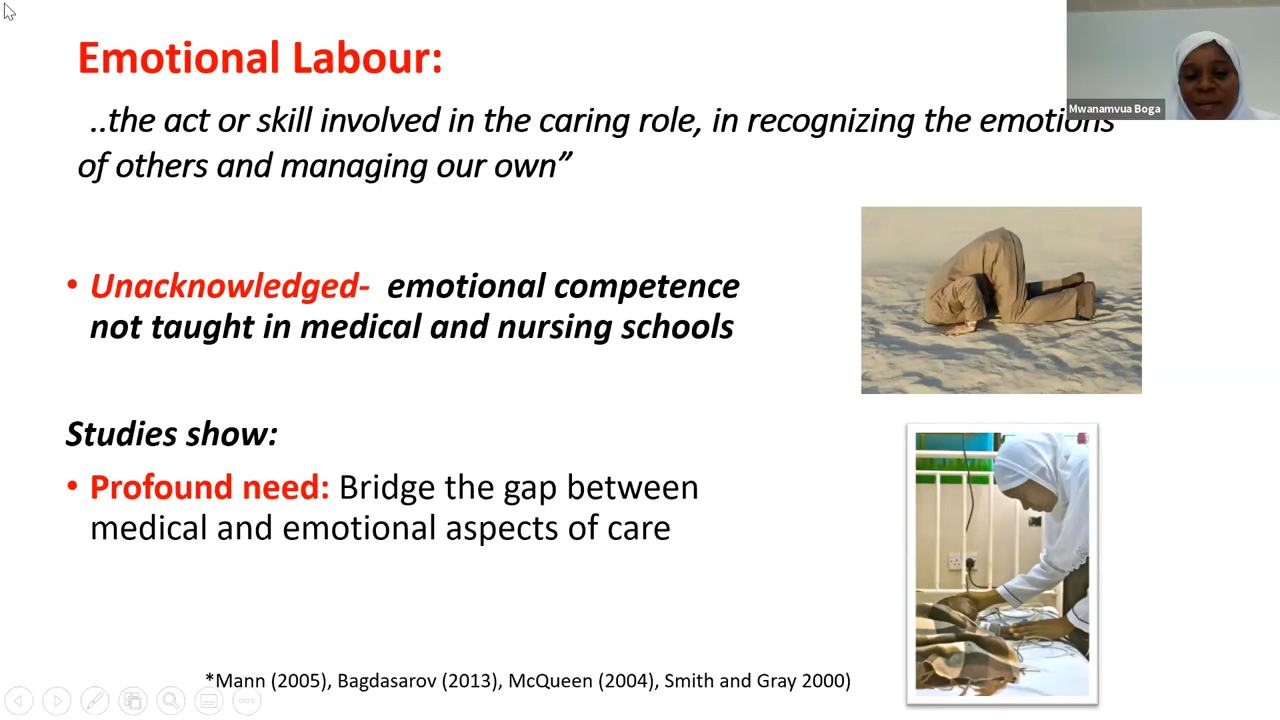 Emotional Labour:
Mwanamvua Boga
..the act or skill involved in the caring role, in recognizing the emotions
of others and managing our own”
• Unacknowledged- emotional competence
not taught in medical and nursing schools
Studies show:
• Profound need: Bridge the gap between
medical and emotional aspects of care
*Mann (2005), Bagdasarov (2013), McQueen (2004), Smith and Gray 2000)